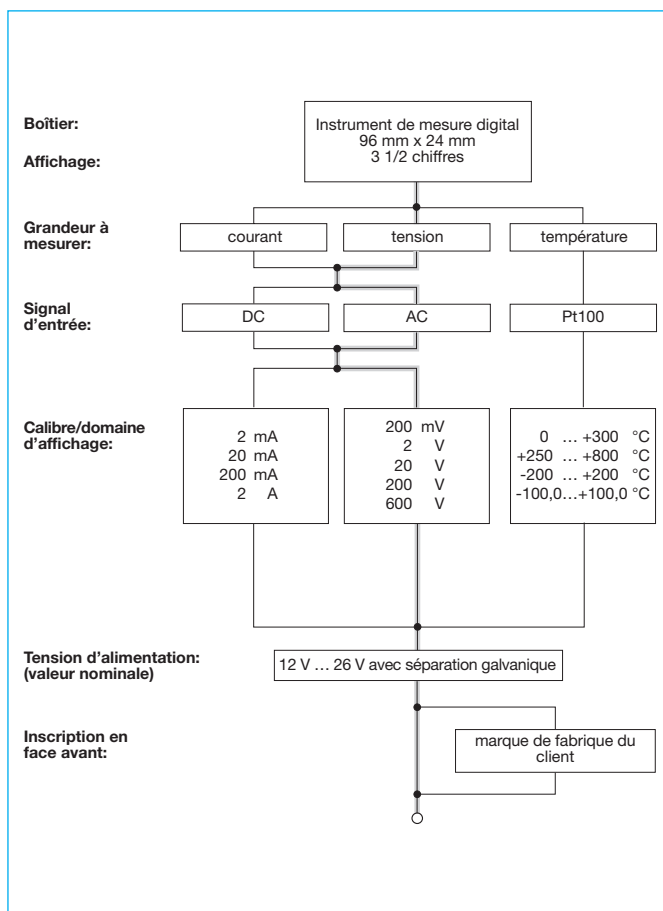 Boîtier:
Instrument de mesure digital
96 mm x 24 mm
3 1/2 chiffres
Affichage:
Grandeur à
mesurer:
courant
tension
température
Signal
d'entrée:
DC
AC
Pt100
Calibre/domaine
d'affichage:
2 mA
20 mA
200 mA
2 A
200 mV
2 V
20 V
200 V
600 V
0 … +300 °C
+250 … +800 °C
-200 … +200 °C
-100,0…+100,0 °C
Tension d'alimentation:
(valeur nominale)
12 V … 26 V avec séparation galvanique
Inscription en
face avant:
marque de fabrique du
client